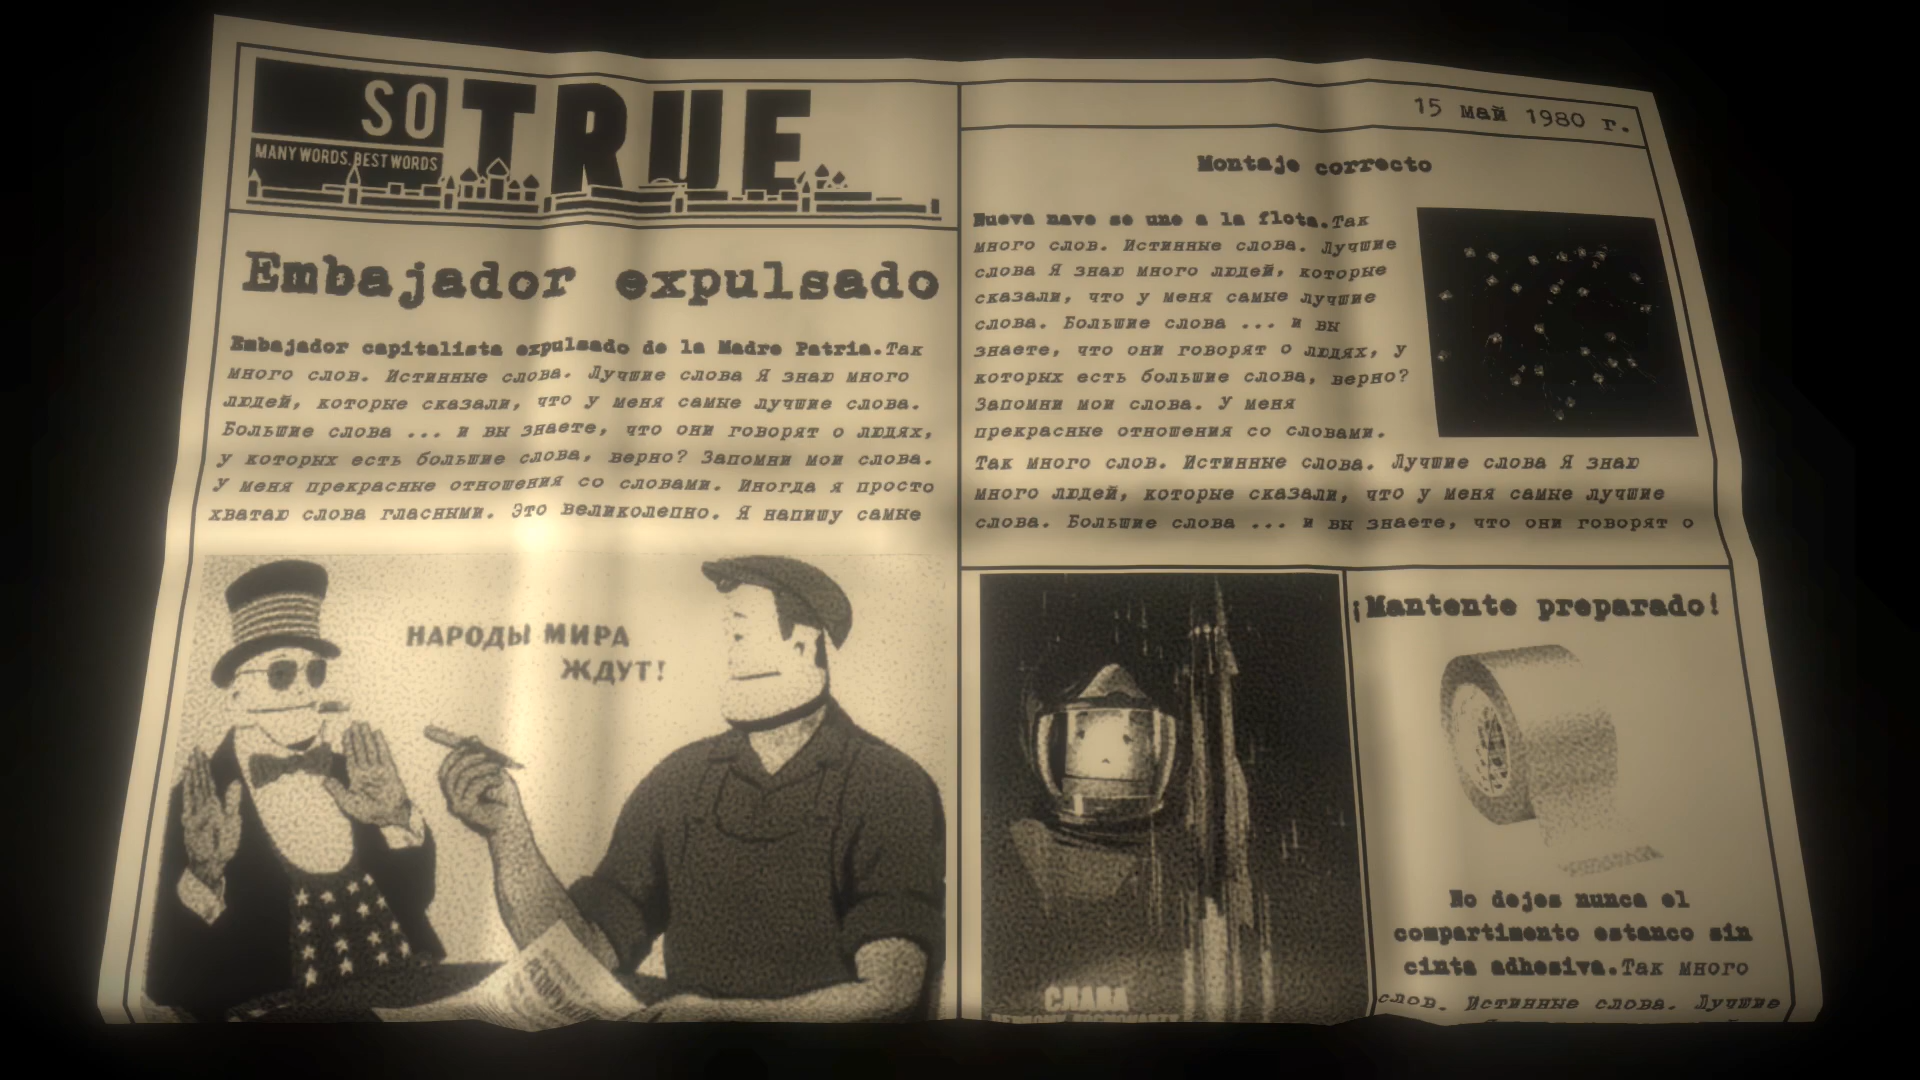 SO TRUE
MANY WORDS. BEST WORDS
15 май 1980 г.
Embajador expulsado
Embajador capitalista expulsado de la Madre Patria.Так
много слов. Истинные слова. Лучшие слова Я знаю много
людей, которые сказали, что у меня самые лучшие слова.
Большие слова ... и вы знаете, что они говорят о людях,
у которых есть большие слова, верно? Запомни мои слова.
У меня прекрасные отношения со словами. Иногда я просто
хватаю слова гласными. Это великолепно. Я напишу самые
НАРОДЫ МИРА
ЖДУТ!
Montaje correcto
Nueva nave se une a la flota.Так
много слов. Истинные слова. Лучшие
слова Я знаю много людей, которые
сказали, что у меня самые лучшие
слова. Большие слова ... и вы
знаете, что они говорят о людях, у
которых есть большие слова, верно?
Запомни мои слова. У меня
прекрасные отношения со словами.
Так много слов. Истинные слова. Лучшие слова Я знаю
много людей, которые сказали, что у меня самые лучшие
слова. Большие слова ... и вы знаете, что они говорят о
СЛАВА
¡Mantente preparado!
No dejes nunca el
compartimento estanco sin
cinta adhesiva.Так много
слов. Истинные слова. Лучшие